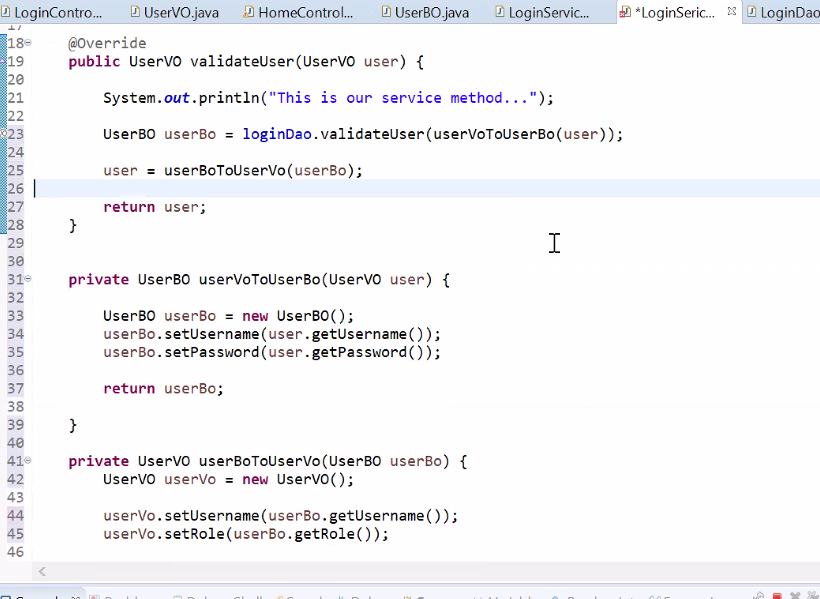 LoginContro... UserVO.java HomeControl... UserBO.java LoginServic... *LoginSeric... LoginDao
17
18 @Override
19 public UserVO validateUser(UserVO user) {
20
21 System.out.println("This is our service method...");
22
23 UserBO userBo = loginDao.validateUser(userVoToUserBo(user));
24
25 user = userBoToUserVo(userBo);
26
27 return user;
28 }
29
30
31 private UserBO userVoToUserBo(UserVO user) {
32
33 UserBO userBo = new UserBO();
34 userBo.setUsername(user.getUsername());
35 userBo.setPassword(user.getPassword());
36
37 return userBo;
38
39 }
40
41 private UserVO userBoToUserVo(UserBO userBo) {
42 UserVO userVo = new UserVO();
43
44 userVo.setUsername(userBo.getUsername());
45 userVo.setRole(userBo.getRole());
46